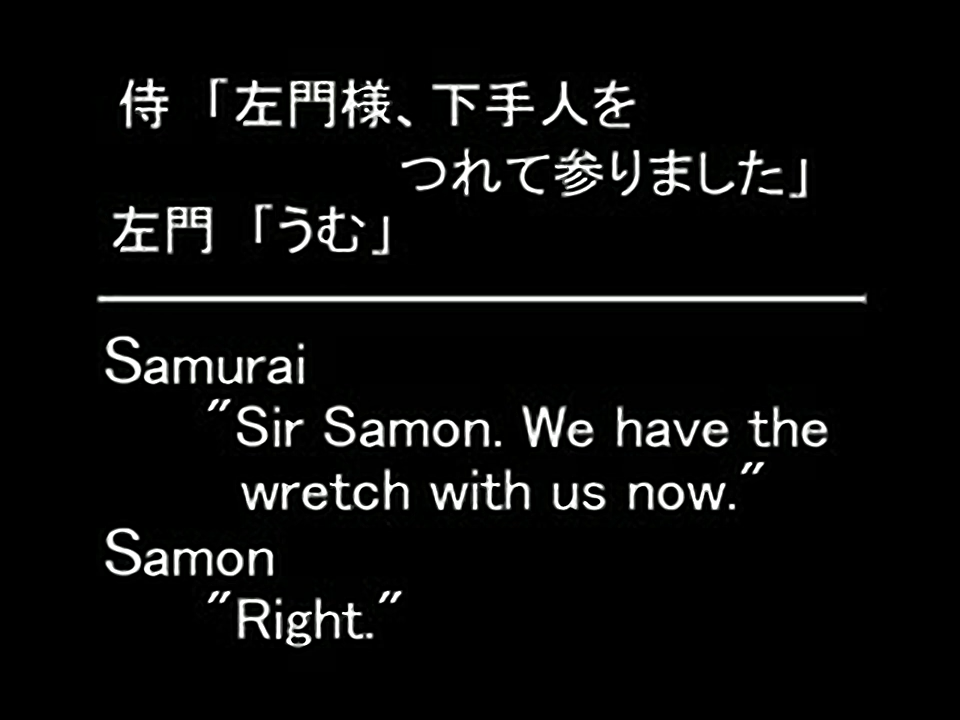 侍 「左門様、下手人を
つれて参りました」
左門 「うむ」
Samurai
"Sir Samon. We have the
wretch with us now."
Samon
"Right."